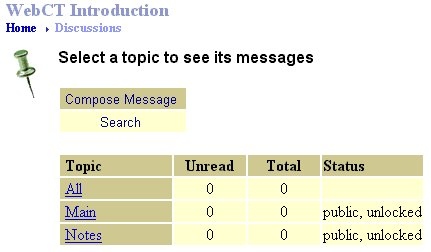 WebCT Introduction
Home › Discussions
Select a topic to see its messages
Compose Message
Search
Topic Unread Total Status
All 0 0
Main 0 0 public, unlocked
Notes 0 0 public, unlocked